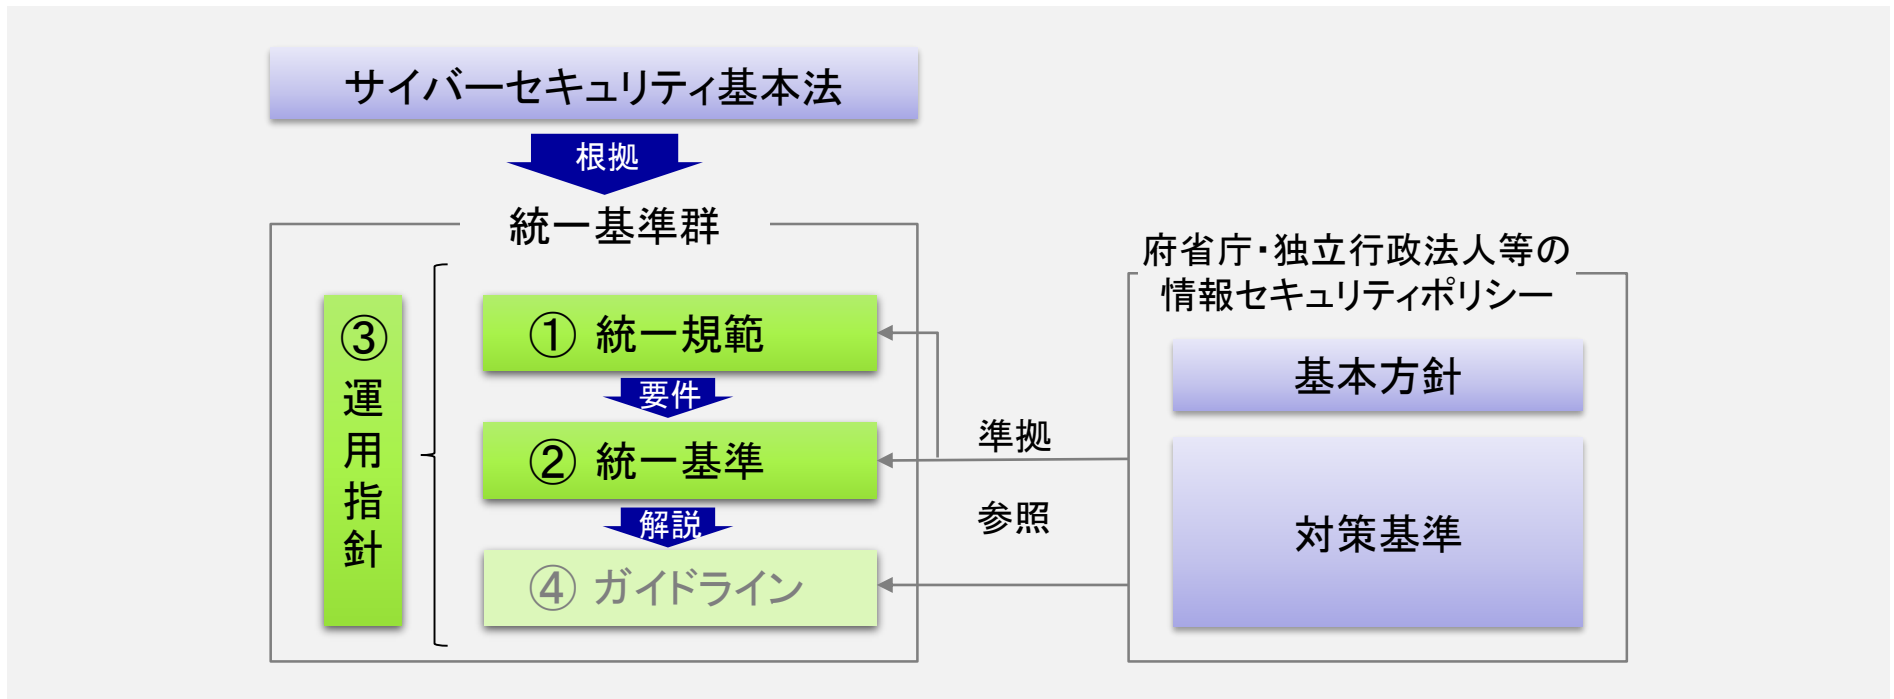 サイバーセキュリティ基本法
根拠
統一基準群
③運用指針
① 統一規範
要件
② 統一基準
解説
④ ガイドライン
準拠
参照
府省庁・独立行政法人等の
情報セキュリティポリシー
基本方針
対策基準